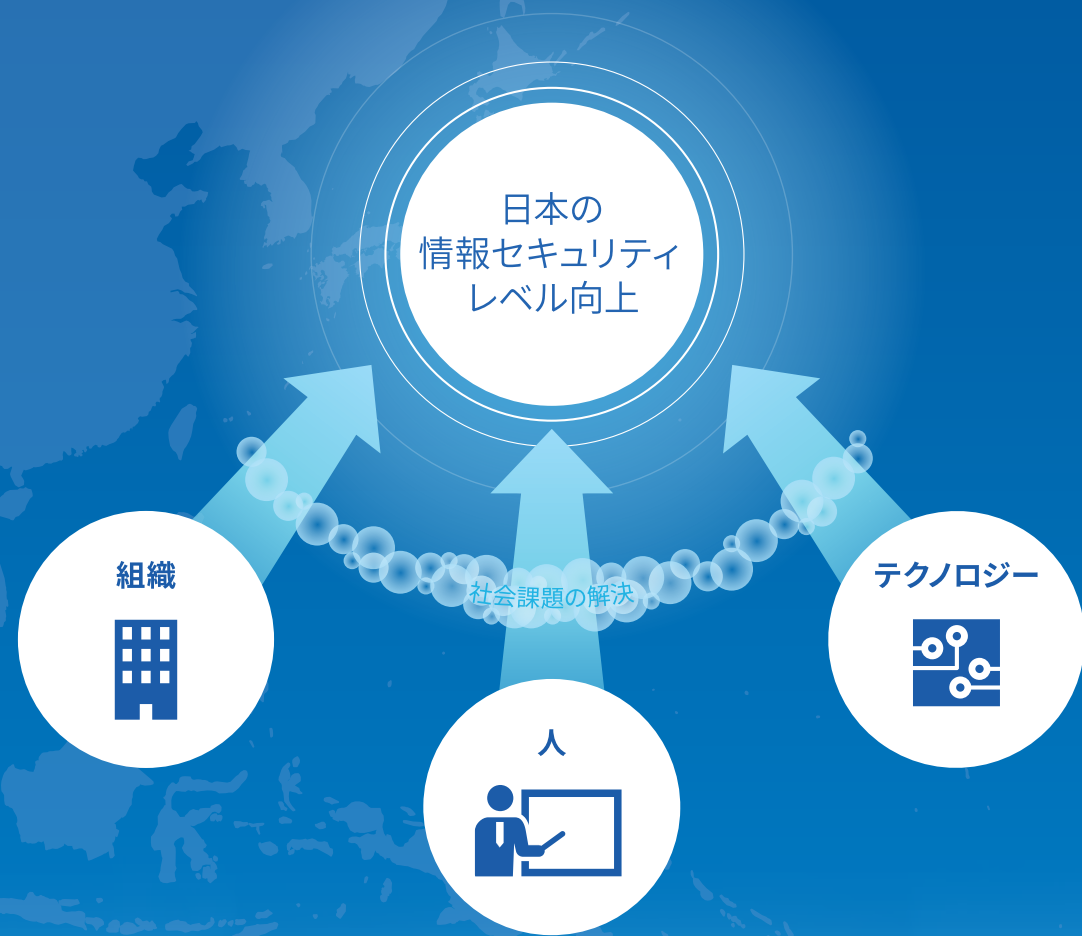 日本の
情報セキュリティ
レベル向上
組織
テクノロジー
社会課題の解決
人